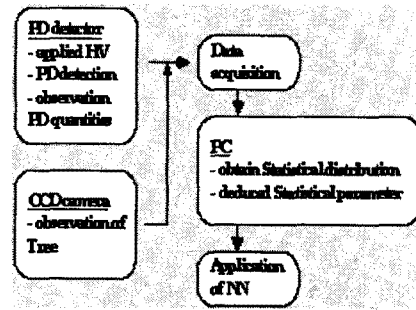 PD detector
- applied HV
- PD detection
- observation
PD quantities
CCD camera
- observation of
Tree
Data
acquisition
PC
- obtain Statistical distribution
- deduced Statistical parameter
Application
of NN